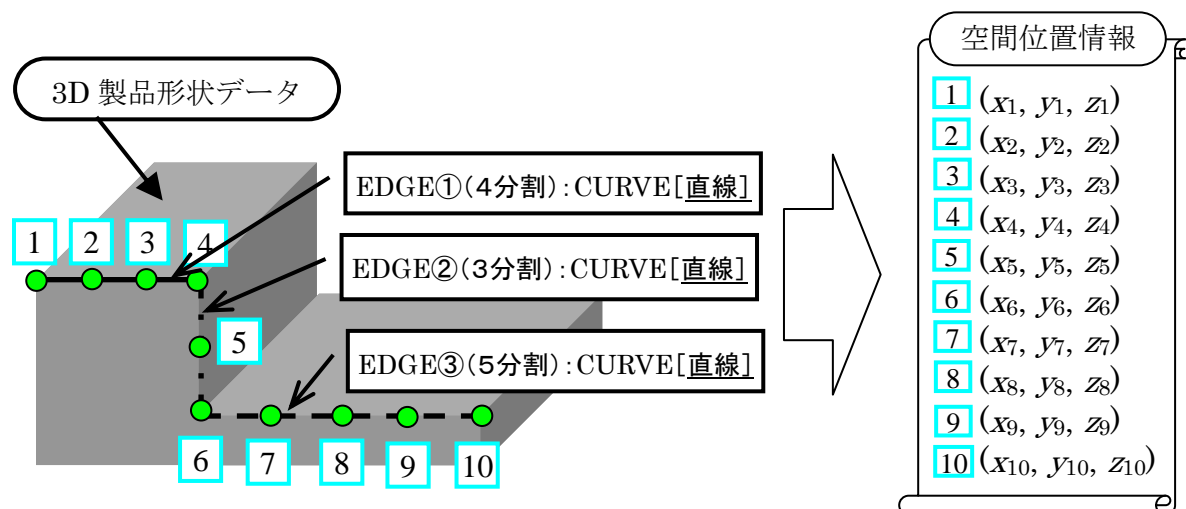 3D 製品形状データ
EDGE①(4分割):CURVE[直線]
EDGE②(3分割):CURVE[直線]
EDGE③(5分割):CURVE[直線]
1
2
3
4
5
6
7
8
9
10
空間位置情報
1 (x₁, y₁, z₁)
2 (x₂, y₂, z₂)
3 (x₃, y₃, z₃)
4 (x₄, y₄, z₄)
5 (x₅, y₅, z₅)
6 (x₆, y₆, z₆)
7 (x₇, y₇, z₇)
8 (x₈, y₈, z₈)
9 (x₉, y₉, z₉)
10 (x₁₀, y₁₀, z₁₀)